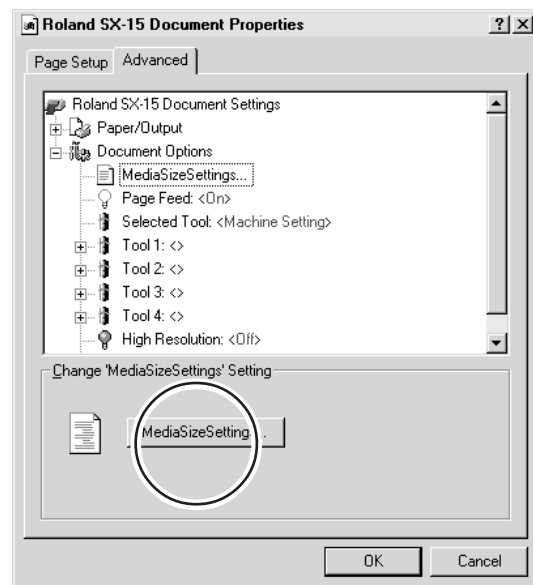 Roland SX-15 Document Properties
Page Setup
Advanced
Roland SX-15 Document Settings
Paper/Output
Document Options
MediaSizeSettings...
Page Feed: <On>
Selected Tool: <Machine Setting>
Tool 1: <>
Tool 2: <>
Tool 3: <>
Tool 4: <>
High Resolution: <Off>
Change 'MediaSizeSettings' Setting
MediaSizeSetting...
OK
Cancel